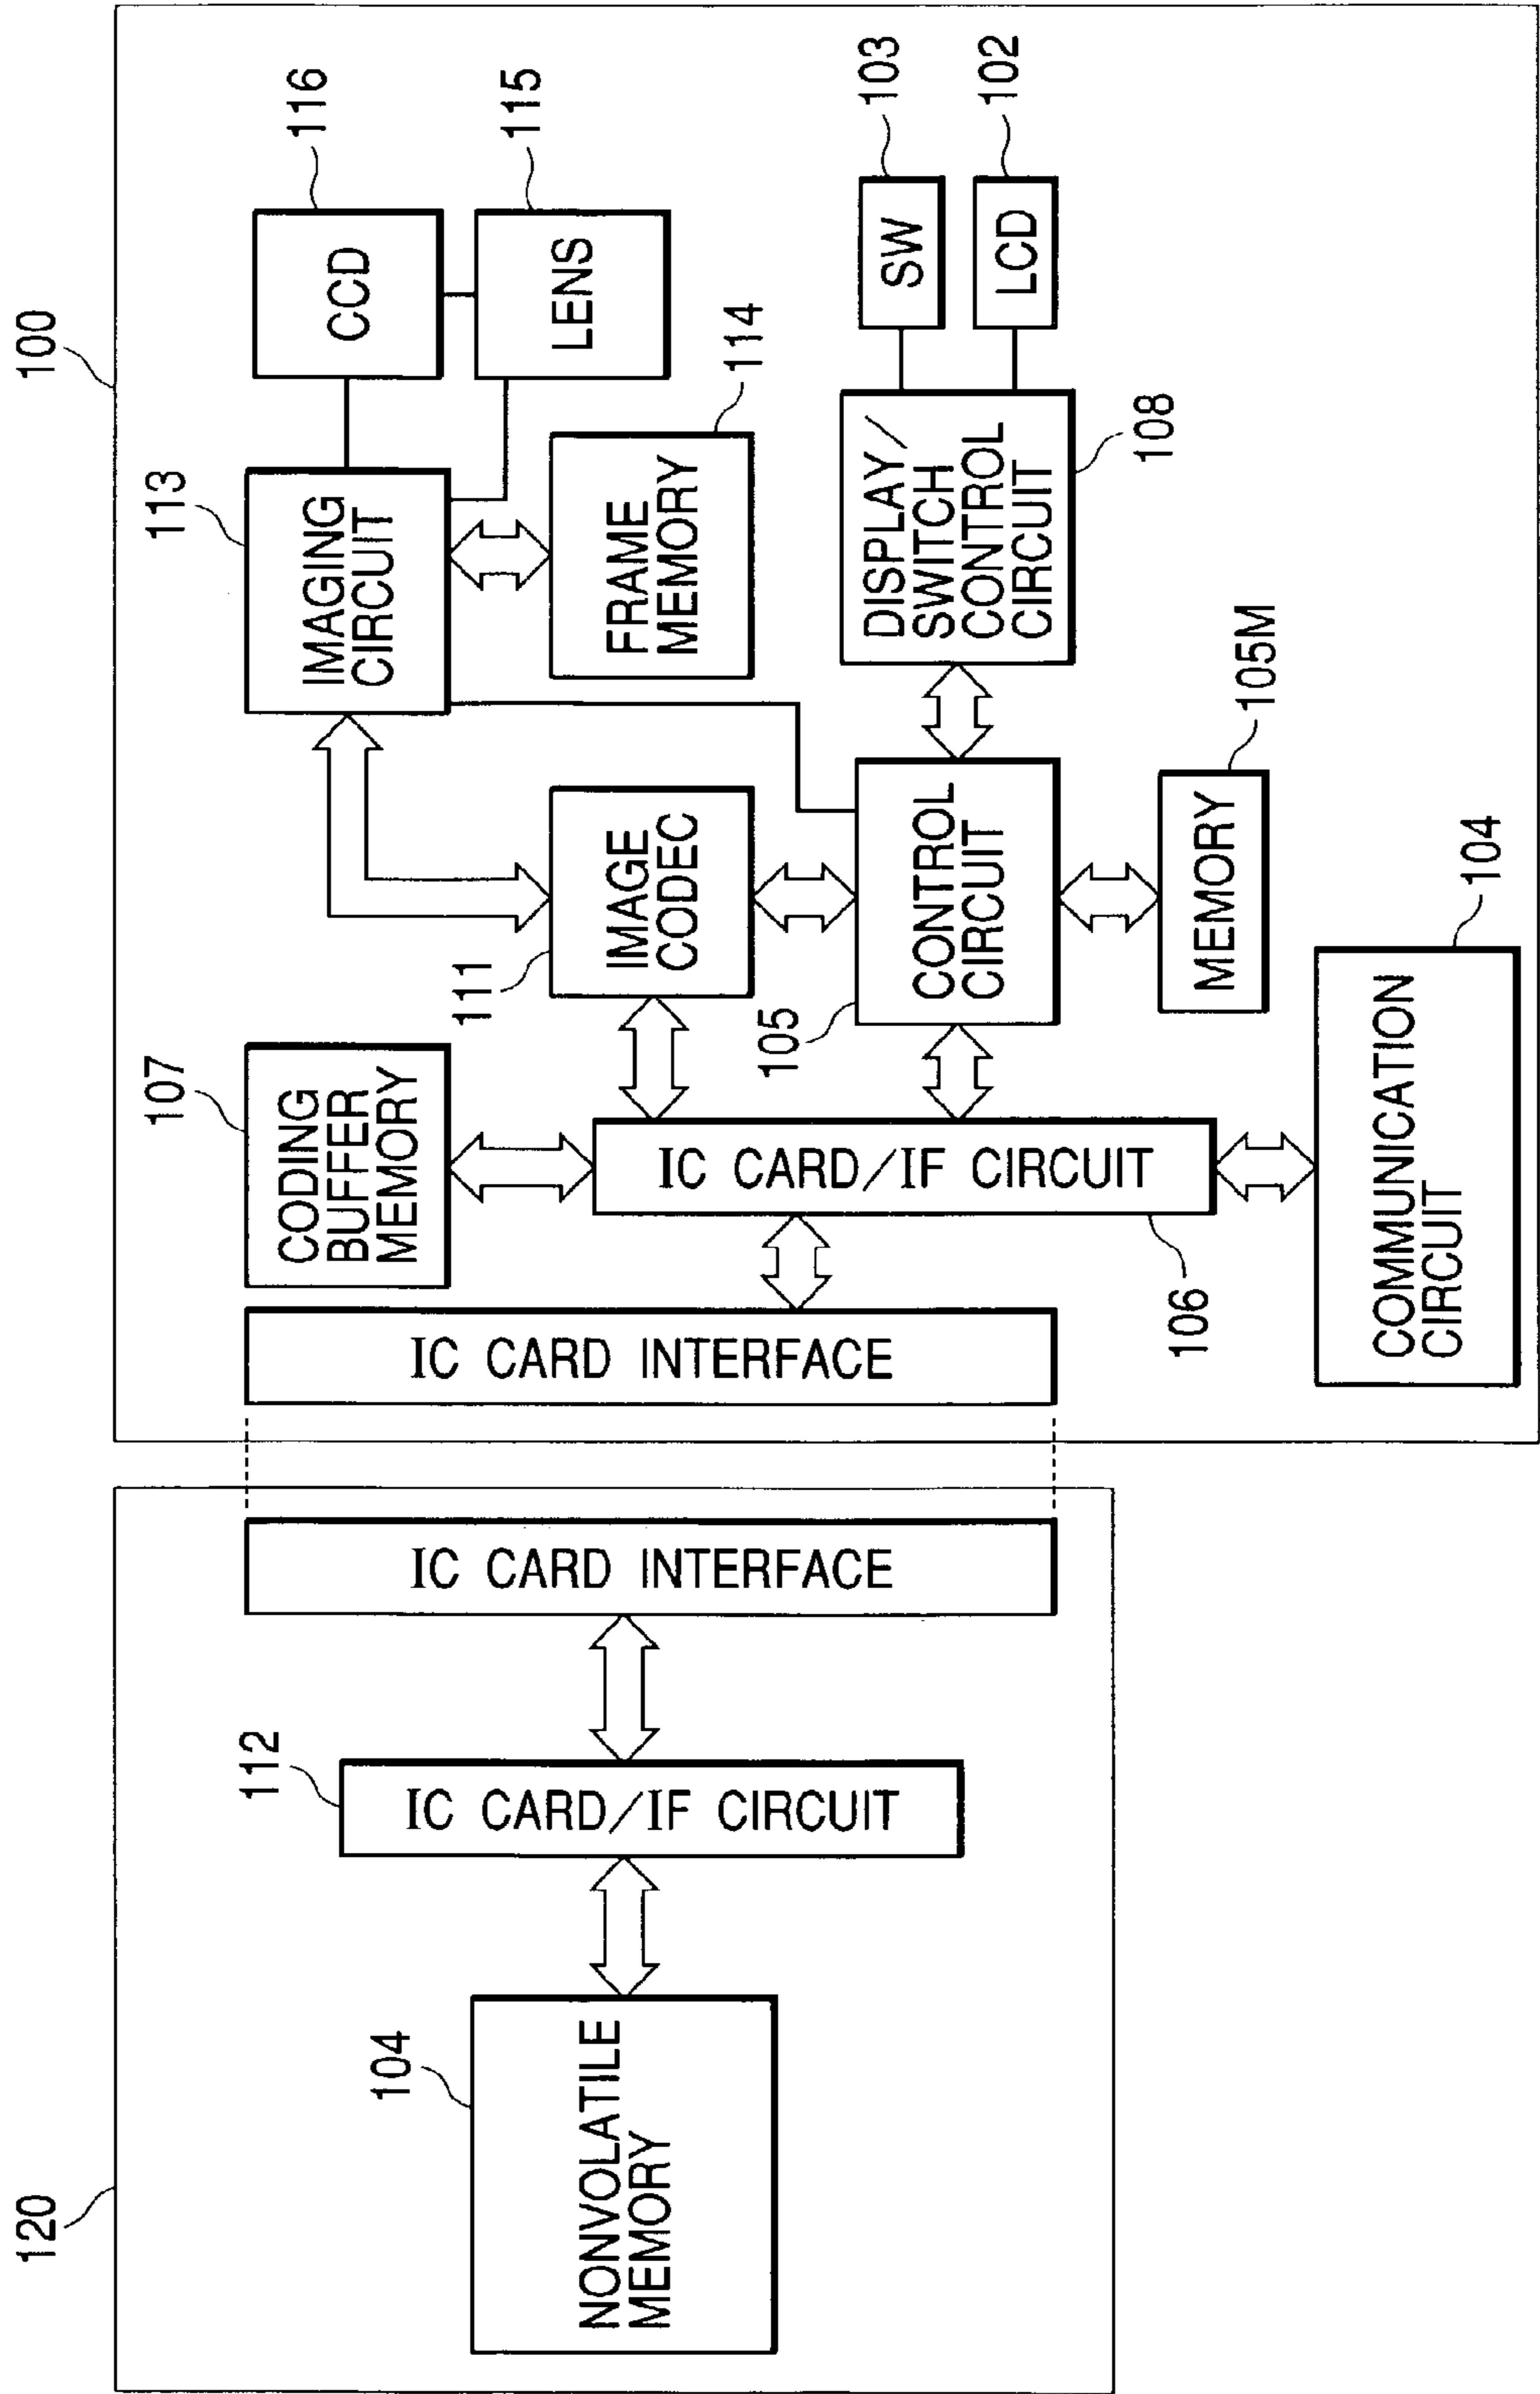 120
104
NONVOLATILE
MEMORY
112
IC CARD/IF CIRCUIT
IC CARD INTERFACE
100
IC CARD INTERFACE
107
CODING
BUFFER
MEMORY
IC CARD/IF CIRCUIT
106
111
IMAGE
CODEC
113
IMAGING
CIRCUIT
116
CCD
115
LENS
114
FRAME
MEMORY
105
CONTROL
CIRCUIT
DISPLAY/
SWITCH
CONTROL
CIRCUIT
108
SW
103
LCD
102
MEMORY
105M
COMMUNICATION
CIRCUIT
104